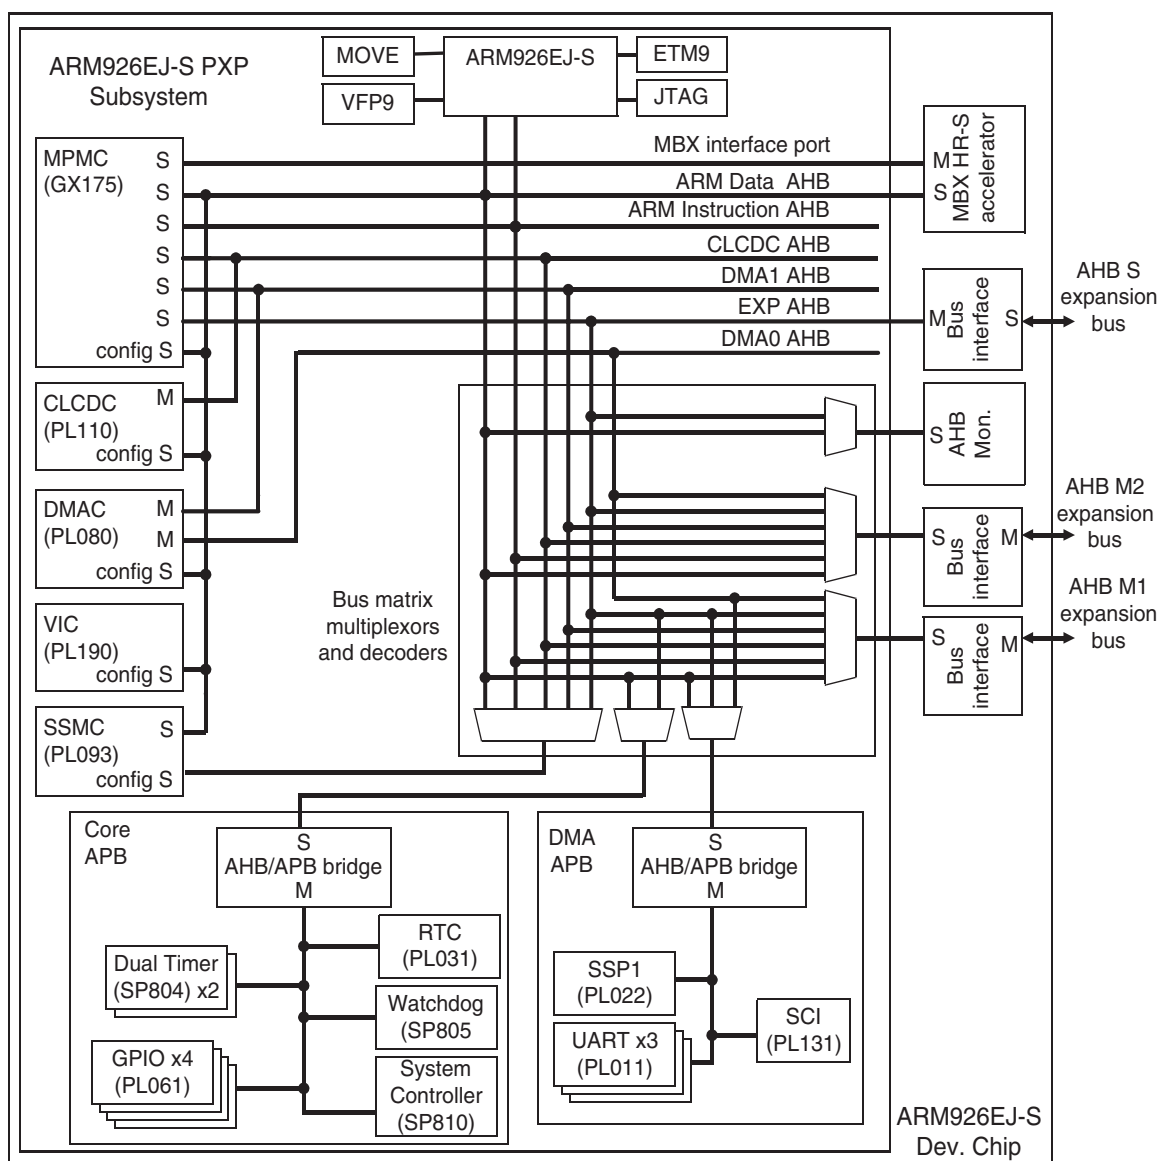 ARM926EJ-S PXP
Subsystem
MOVE
VFP9
ARM926EJ-S
ETM9
JTAG
MPMC
(GX175)
S
S
S
S
S
S
config S
MBX interface port
ARM Data AHB
ARM Instruction AHB
CLCDC AHB
DMA1 AHB
EXP AHB
DMA0 AHB
M
S
MBX HR-S
accelerator
M
Bus
interface
S
AHB S
expansion
bus
CLCDC
(PL110)
M
config S
S
AHB
Mon.
DMAC
(PL080)
M
M
config S
S
Bus
interface
M
AHB M2
expansion
bus
VIC
(PL190)
config S
Bus matrix
multiplexors
and decoders
S
Bus
interface
M
AHB M1
expansion
bus
SSMC
(PL093)
S
config S
Core
APB
S
AHB/APB bridge
M
RTC
(PL031)
Dual Timer
(SP804) x2
Watchdog
(SP805
GPIO x4
(PL061)
System
Controller
(SP810)
DMA
APB
S
AHB/APB bridge
M
SSP1
(PL022)
UART x3
(PL011)
SCI
(PL131)
ARM926EJ-S
Dev. Chip